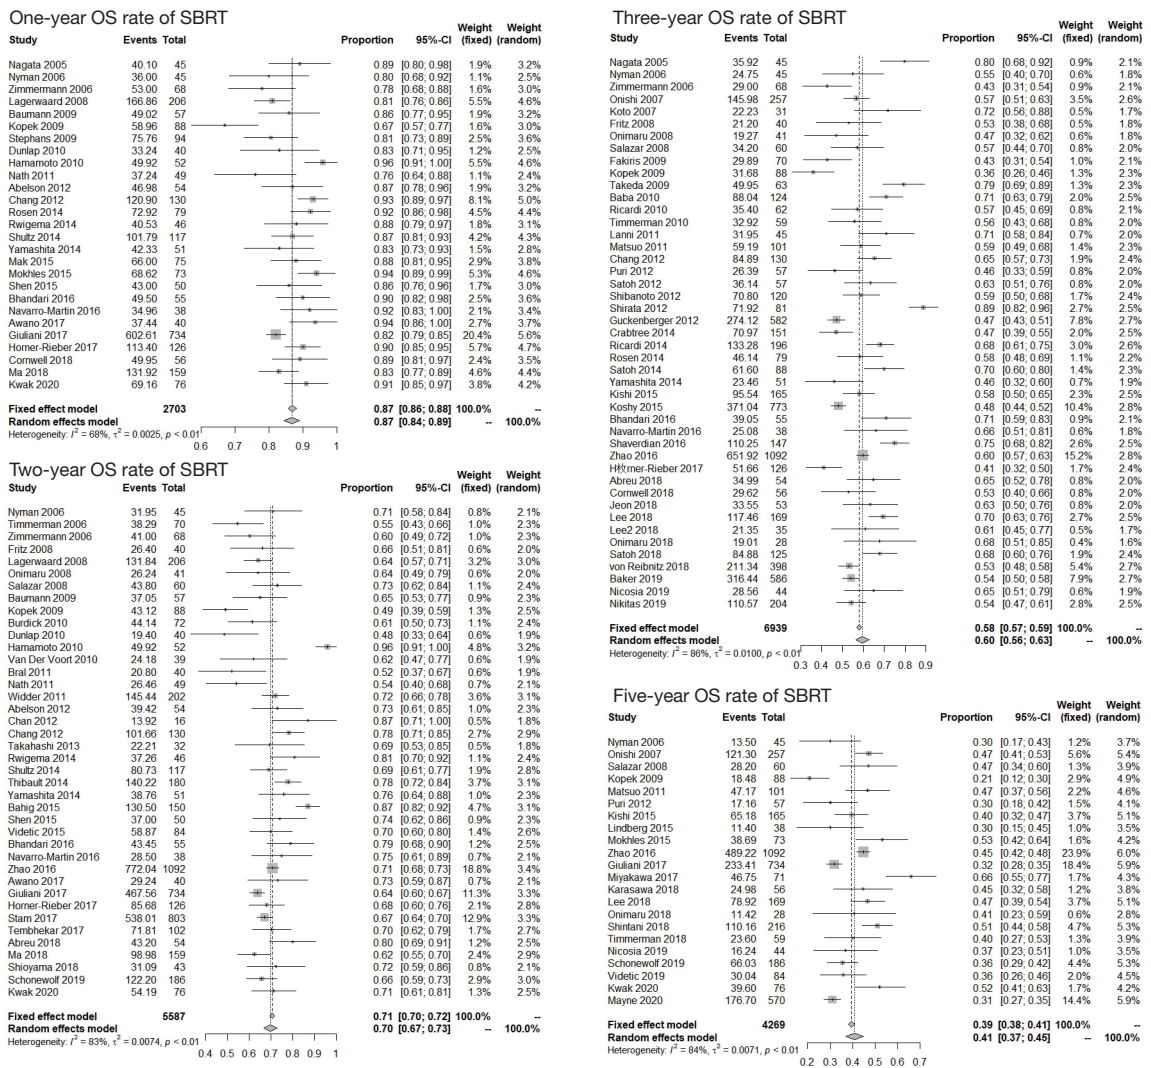 One-year OS rate of SBRT
Study Events Total Proportion 95%-CI Weight (fixed) Weight (random)
Nagata 2005 40.10 45 0.89 [0.80; 0.98] 1.9% 3.2%
Nyman 2006 36.00 45 0.80 [0.68; 0.92] 1.1% 2.4%
Zimmermann 2006 53.00 68 0.78 [0.68; 0.88] 1.6% 3.0%
Lagerwaard 2008 166.86 206 0.81 [0.76; 0.86] 5.5% 4.6%
Baumann 2009 49.02 57 0.86 [0.77; 0.95] 1.9% 3.2%
Kopek 2009 58.96 88 0.67 [0.57; 0.77] 1.6% 3.0%
Stephans 2009 75.76 94 0.81 [0.73; 0.89] 2.5% 3.6%
Dunlap 2010 33.24 40 0.83 [0.71; 0.95] 1.2% 2.5%
Hamamoto 2010 49.92 52 0.96 [0.91; 1.00] 5.5% 4.6%
Nath 2011 37.24 49 0.76 [0.64; 0.88] 1.1% 2.4%
Abelson 2012 46.98 54 0.87 [0.78; 0.96] 1.9% 3.2%
Chang 2012 120.90 130 0.93 [0.89; 0.97] 8.1% 5.0%
Rosen 2014 72.92 79 0.92 [0.86; 0.98] 4.5% 4.4%
Rwigema 2014 40.53 46 0.88 [0.79; 0.97] 1.8% 3.1%
Shultz 2014 101.79 117 0.87 [0.81; 0.93] 4.2% 4.3%
Yamashita 2014 42.33 51 0.83 [0.73; 0.93] 1.5% 2.9%
Mak 2015 66.00 75 0.88 [0.81; 0.95] 2.9% 3.8%
Mokhles 2015 68.62 73 0.94 [0.89; 0.99] 5.3% 4.6%
Shen 2015 43.00 50 0.86 [0.76; 0.96] 1.7% 3.0%
Bhandari 2016 49.50 55 0.90 [0.82; 0.98] 2.5% 3.6%
Navarro-Martin 2016 34.96 38 0.92 [0.83; 1.00] 2.1% 3.4%
Awano 2017 37.44 40 0.94 [0.86; 1.00] 2.7% 3.7%
Giuliani 2017 602.61 734 0.82 [0.79; 0.85] 20.4% 5.5%
Horner-Rieber 2017 113.40 126 0.90 [0.85; 0.95] 5.7% 4.7%
Cornwell 2018 49.95 56 0.89 [0.81; 0.97] 2.4% 3.5%
Ma 2018 131.92 159 0.83 [0.77; 0.89] 4.6% 4.4%
Kwak 2020 69.16 76 0.91 [0.85; 0.97] 3.8% 4.2%
Fixed effect model 2703 0.87 [0.86; 0.88] 100.0% --
Random effects model 0.87 [0.84; 0.89] -- 100.0%
Heterogeneity: I² = 68%, τ² = 0.0025, p < 0.01
0.6 0.7 0.8 0.9 1
Two-year OS rate of SBRT
Study Events Total Proportion 95%-CI Weight (fixed) Weight (random)
Nyman 2006 31.95 45 0.71 [0.58; 0.84] 0.8% 2.1%
Timmerman 2006 38.29 70 0.55 [0.43; 0.66] 1.0% 2.3%
Zimmermann 2006 41.00 68 0.60 [0.49; 0.72] 1.0% 2.3%
Fritz 2008 26.40 40 0.66 [0.51; 0.81] 0.6% 2.0%
Lagerwaard 2008 131.84 206 0.64 [0.57; 0.71] 3.2% 3.0%
Onimaru 2008 26.24 41 0.64 [0.49; 0.79] 0.6% 2.0%
Salazar 2008 43.80 60 0.73 [0.62; 0.84] 1.1% 2.4%
Baumann 2009 37.05 57 0.65 [0.53; 0.77] 0.9% 2.2%
Kopek 2009 43.12 88 0.49 [0.39; 0.59] 1.3% 2.5%
Burdick 2010 44.14 72 0.61 [0.50; 0.73] 1.1% 2.4%
Dunlap 2010 19.40 40 0.48 [0.33; 0.64] 0.6% 1.9%
Hamamoto 2010 49.92 52 0.96 [0.91; 1.00] 4.8% 3.2%
Van Der Voort 2010 24.18 39 0.62 [0.47; 0.77] 0.6% 1.9%
Bral 2011 20.80 40 0.52 [0.37; 0.67] 0.6% 1.9%
Nath 2011 26.46 49 0.54 [0.40; 0.68] 0.7% 2.1%
Widder 2011 145.44 202 0.72 [0.66; 0.78] 3.6% 3.1%
Abelson 2012 39.42 54 0.73 [0.61; 0.85] 1.0% 2.3%
Chan 2012 13.92 16 0.87 [0.71; 1.00] 0.5% 1.8%
Chang 2012 101.66 130 0.78 [0.71; 0.85] 2.7% 2.9%
Takahashi 2013 22.21 32 0.69 [0.53; 0.85] 0.5% 1.8%
Rwigema 2014 37.26 46 0.81 [0.70; 0.92] 1.1% 2.3%
Shultz 2014 80.73 117 0.69 [0.61; 0.77] 2.0% 2.8%
Thibault 2014 140.22 180 0.78 [0.72; 0.84] 3.7% 3.1%
Yamashita 2014 38.76 51 0.76 [0.64; 0.88] 1.0% 2.3%
Bahig 2015 130.50 150 0.87 [0.82; 0.92] 4.7% 3.1%
Shen 2015 37.00 50 0.74 [0.62; 0.86] 0.9% 2.2%
Videtic 2015 58.87 84 0.70 [0.60; 0.80] 1.4% 2.6%
Bhandari 2016 43.45 55 0.79 [0.68; 0.90] 1.2% 2.4%
Navarro-Martin 2016 28.50 38 0.75 [0.61; 0.89] 0.7% 2.1%
Zhao 2016 772.04 1092 0.71 [0.68; 0.73] 18.8% 3.4%
Awano 2017 29.24 40 0.73 [0.59; 0.87] 0.7% 2.1%
Giuliani 2017 467.56 734 0.64 [0.60; 0.67] 11.3% 3.3%
Horner-Rieber 2017 85.68 126 0.68 [0.60; 0.76] 2.1% 2.8%
Stam 2017 538.01 803 0.67 [0.64; 0.70] 12.9% 3.3%
Tembhekar 2017 71.81 102 0.70 [0.62; 0.79] 1.7% 2.7%
Abreu 2018 43.20 54 0.80 [0.69; 0.91] 1.2% 2.5%
Ma 2018 98.98 159 0.62 [0.55; 0.70] 2.4% 2.9%
Shioyama 2018 31.09 43 0.72 [0.59; 0.86] 0.8% 2.1%
Schonewolf 2019 122.20 186 0.66 [0.59; 0.73] 2.9% 3.0%
Kwak 2020 54.19 76 0.71 [0.61; 0.81] 1.3% 2.5%
Fixed effect model 5587 0.71 [0.70; 0.72] 100.0% --
Random effects model 0.70 [0.67; 0.73] -- 100.0%
Heterogeneity: I² = 83%, τ² = 0.0074, p < 0.01
0.4 0.5 0.6 0.7 0.8 0.9 1
Three-year OS rate of SBRT
Study Events Total Proportion 95%-CI Weight (fixed) Weight (random)
Nagata 2005 35.92 45 0.80 [0.68; 0.92] 0.9% 2.1%
Nyman 2006 24.75 45 0.55 [0.40; 0.70] 0.6% 1.8%
Zimmermann 2006 29.00 68 0.43 [0.31; 0.54] 0.9% 2.1%
Onishi 2007 145.98 257 0.57 [0.51; 0.63] 3.5% 2.6%
Koto 2007 22.23 31 0.72 [0.56; 0.88] 0.5% 1.7%
Fritz 2008 21.20 40 0.53 [0.38; 0.68] 0.5% 1.8%
Onimaru 2008 19.27 41 0.47 [0.32; 0.62] 0.6% 1.8%
Salazar 2008 34.20 60 0.57 [0.44; 0.70] 0.8% 2.0%
Fakiris 2009 29.89 70 0.43 [0.31; 0.54] 1.0% 2.1%
Kopek 2009 31.68 88 0.36 [0.26; 0.46] 1.3% 2.2%
Takeda 2009 49.95 63 0.79 [0.69; 0.89] 1.3% 2.3%
Baba 2010 88.04 124 0.71 [0.63; 0.79] 2.0% 2.4%
Ricardi 2010 35.40 62 0.57 [0.45; 0.69] 0.8% 2.1%
Timmerman 2010 32.92 59 0.56 [0.43; 0.68] 0.8% 2.0%
Lanni 2011 31.95 45 0.71 [0.58; 0.84] 0.7% 2.0%
Matsuo 2011 59.19 101 0.59 [0.49; 0.68] 1.4% 2.3%
Chang 2012 84.89 130 0.65 [0.57; 0.73] 1.9% 2.4%
Puri 2012 26.39 57 0.46 [0.33; 0.59] 0.8% 2.0%
Satoh 2012 36.14 57 0.63 [0.51; 0.76] 0.8% 2.0%
Shibanoto 2012 70.80 120 0.59 [0.50; 0.68] 1.7% 2.4%
Shirata 2012 71.92 81 0.89 [0.82; 0.96] 2.7% 2.5%
Guckenberger 2012 274.12 582 0.47 [0.43; 0.51] 7.8% 2.7%
Crabtree 2014 70.97 151 0.47 [0.39; 0.55] 2.0% 2.4%
Ricardi 2014 133.28 196 0.68 [0.61; 0.75] 3.0% 2.6%
Rosen 2014 46.14 79 0.58 [0.48; 0.69] 1.1% 2.2%
Satoh 2014 61.60 88 0.70 [0.60; 0.80] 1.4% 2.3%
Yamashita 2014 23.46 51 0.46 [0.32; 0.60] 0.7% 1.9%
Kishi 2015 95.54 165 0.58 [0.50; 0.65] 2.3% 2.5%
Koshy 2015 371.04 773 0.48 [0.44; 0.52] 10.4% 2.7%
Bhandari 2016 39.05 55 0.71 [0.59; 0.83] 0.9% 2.1%
Navarro-Martin 2016 25.08 38 0.66 [0.51; 0.81] 0.6% 1.8%
Shaverdian 2016 110.25 147 0.75 [0.68; 0.82] 2.6% 2.5%
Zhao 2016 651.92 1092 0.60 [0.57; 0.63] 15.2% 2.7%
H枚rner-Rieber 2017 51.66 126 0.41 [0.32; 0.50] 1.7% 2.4%
Abreu 2018 34.99 54 0.65 [0.52; 0.78] 0.8% 2.0%
Cornwell 2018 29.62 56 0.53 [0.40; 0.66] 0.8% 2.0%
Jeon 2018 33.55 53 0.63 [0.50; 0.76] 0.8% 2.0%
Lee 2018 117.46 169 0.70 [0.63; 0.76] 2.7% 2.5%
Lee2 2018 21.35 35 0.61 [0.45; 0.77] 0.5% 1.7%
Onimaru 2018 19.01 28 0.68 [0.51; 0.85] 0.4% 1.6%
Satoh 2018 84.88 125 0.68 [0.60; 0.76] 1.9% 2.4%
von Reibnitz 2018 211.34 398 0.53 [0.48; 0.58] 5.4% 2.6%
Baker 2019 316.44 586 0.54 [0.50; 0.58] 7.9% 2.7%
Nicosia 2019 28.56 44 0.65 [0.51; 0.79] 0.6% 1.9%
Nikitas 2019 110.57 204 0.54 [0.47; 0.61] 2.8% 2.5%
Fixed effect model 6939 0.58 [0.57; 0.59] 100.0% --
Random effects model 0.60 [0.56; 0.63] -- 100.0%
Heterogeneity: I² = 86%, τ² = 0.0100, p < 0.01
0.3 0.4 0.5 0.6 0.7 0.8 0.9
Five-year OS rate of SBRT
Study Events Total Proportion 95%-CI Weight (fixed) Weight (random)
Nyman 2006 13.50 45 0.30 [0.17; 0.43] 1.2% 3.7%
Onishi 2007 121.30 257 0.47 [0.41; 0.53] 5.6% 5.4%
Salazar 2008 28.20 60 0.47 [0.34; 0.60] 1.3% 3.9%
Kopek 2009 18.48 88 0.21 [0.12; 0.30] 2.9% 4.9%
Matsuo 2011 47.17 101 0.47 [0.37; 0.56] 2.2% 4.6%
Puri 2012 17.16 57 0.30 [0.18; 0.42] 1.5% 4.1%
Kishi 2015 65.18 165 0.40 [0.32; 0.47] 3.7% 5.1%
Lindberg 2015 11.40 38 0.30 [0.15; 0.45] 1.0% 3.5%
Mokhles 2015 38.69 73 0.53 [0.42; 0.64] 1.6% 4.2%
Zhao 2016 489.22 1092 0.45 [0.42; 0.48] 23.9% 6.0%
Giuliani 2017 233.41 734 0.32 [0.28; 0.35] 18.4% 5.9%
Miyakawa 2017 46.75 71 0.66 [0.55; 0.77] 1.7% 4.3%
Karasawa 2018 24.98 56 0.45 [0.32; 0.58] 1.2% 3.8%
Lee 2018 78.92 169 0.47 [0.39; 0.54] 3.7% 5.1%
Onimaru 2018 11.42 28 0.41 [0.23; 0.59] 0.6% 2.8%
Shintani 2018 110.16 216 0.51 [0.44; 0.58] 4.7% 5.3%
Timmerman 2018 23.60 59 0.40 [0.27; 0.53] 1.3% 4.0%
Nicosia 2019 16.24 44 0.37 [0.23; 0.51] 1.0% 3.5%
Schonewolf 2019 66.03 186 0.36 [0.29; 0.42] 4.4% 5.2%
Videtic 2019 30.04 84 0.36 [0.26; 0.46] 2.0% 4.5%
Kwak 2020 39.60 76 0.52 [0.41; 0.63] 1.7% 4.3%
Mayne 2020 176.70 570 0.31 [0.27; 0.35] 14.4% 5.9%
Fixed effect model 4269 0.39 [0.38; 0.41] 100.0% --
Random effects model 0.41 [0.37; 0.45] -- 100.0%
Heterogeneity: I² = 84%, τ² = 0.0071, p < 0.01
0.2 0.3 0.4 0.5 0.6 0.7